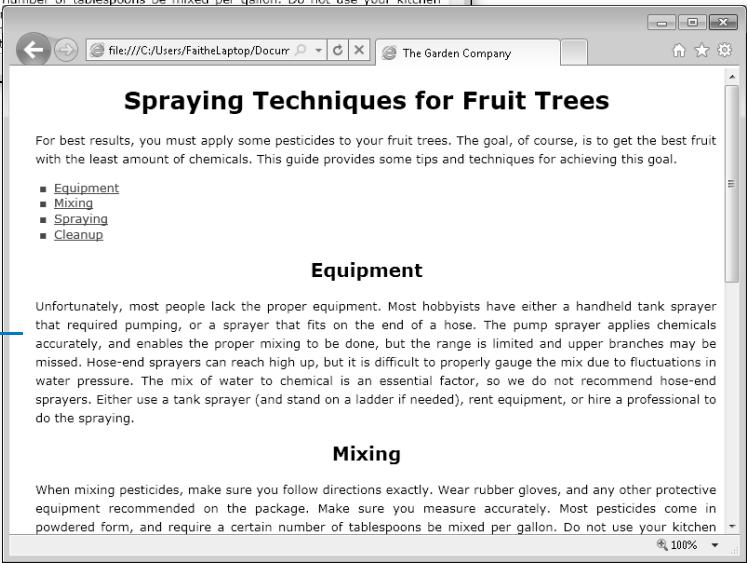 number of tablespoons be mixed per gallon. Do not use your kitchen
file:///C:/Users/FaitheLaptop/Docum
The Garden Company
Spraying Techniques for Fruit Trees
For best results, you must apply some pesticides to your fruit trees. The goal, of course, is to get the best fruit
with the least amount of chemicals. This guide provides some tips and techniques for achieving this goal.
Equipment
Mixing
Spraying
Cleanup
Equipment
Unfortunately, most people lack the proper equipment. Most hobbyists have either a handheld tank sprayer
that required pumping, or a sprayer that fits on the end of a hose. The pump sprayer applies chemicals
accurately, and enables the proper mixing to be done, but the range is limited and upper branches may be
missed. Hose-end sprayers can reach high up, but it is difficult to properly gauge the mix due to fluctuations in
water pressure. The mix of water to chemical is an essential factor, so we do not recommend hose-end
sprayers. Either use a tank sprayer (and stand on a ladder if needed), rent equipment, or hire a professional to
do the spraying.
Mixing
When mixing pesticides, make sure you follow directions exactly. Wear rubber gloves, and any other protective
equipment recommended on the package. Make sure you measure accurately. Most pesticides come in
powdered form, and require a certain number of tablespoons be mixed per gallon. Do not use your kitchen
100%